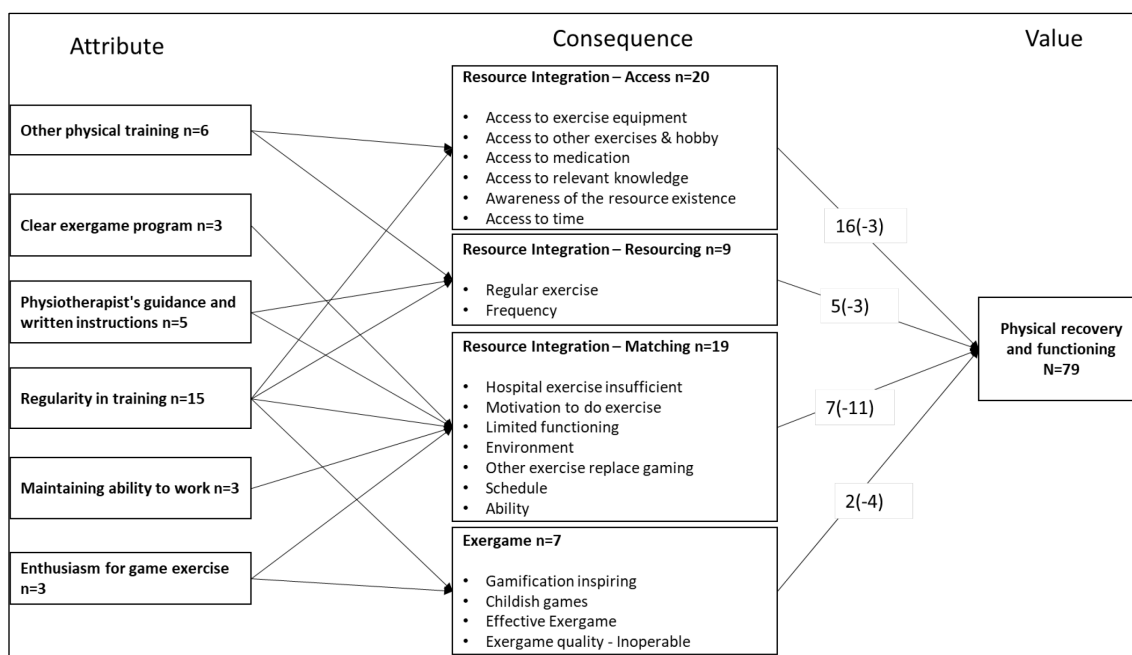 Attribute
Consequence
Value
Other physical training n=6
Clear exergame program n=3
Physiotherapist's guidance and
written instructions n=5
Regularity in training n=15
Maintaining ability to work n=3
Enthusiasm for game exercise
n=3
Resource Integration – Access n=20
• Access to exercise equipment
• Access to other exercises & hobby
• Access to medication
• Access to relevant knowledge
• Awareness of the resource existence
• Access to time
Resource Integration – Resourcing n=9
• Regular exercise
• Frequency
Resource Integration – Matching n=19
• Hospital exercise insufficient
• Motivation to do exercise
• Limited functioning
• Environment
• Other exercise replace gaming
• Schedule
• Ability
Exergame n=7
• Gamification inspiring
• Childish games
• Effective Exergame
• Exergame quality - Inoperable
16(-3)
5(-3)
7(-11)
2(-4)
Physical recovery
and functioning
N=79